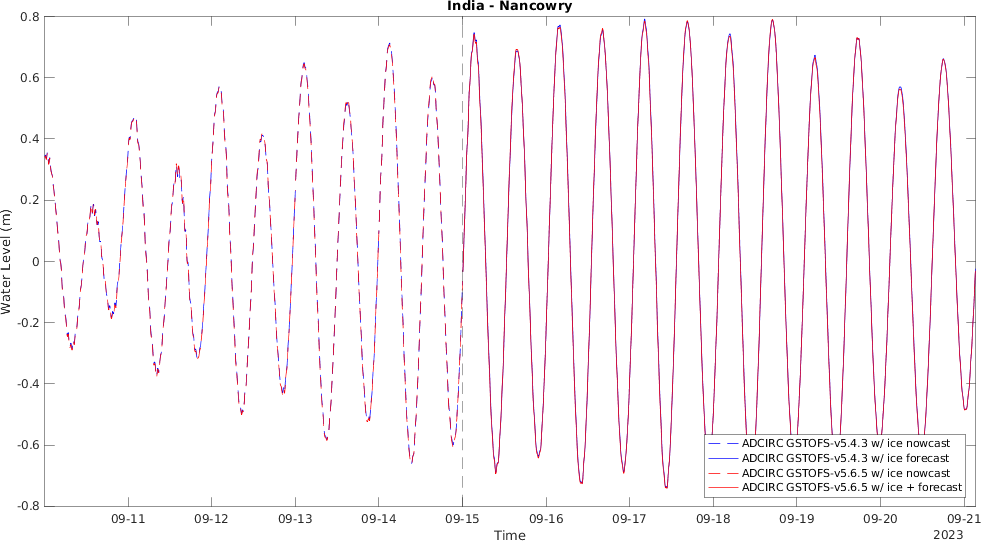 India - Nancowry
Water Level (m)
0.8
0.6
0.4
0.2
0
-0.2
-0.4
-0.6
-0.8
ADCIRC GSTOFS-v5.4.3 w/ ice nowcast
ADCIRC GSTOFS-v5.4.3 w/ ice forecast
ADCIRC GSTOFS-v5.6.5 w/ ice nowcast
ADCIRC GSTOFS-v5.6.5 w/ ice + forecast
09-11 09-12 09-13 09-14 09-15 09-16 09-17 09-18 09-19 09-20 09-21
Time
2023